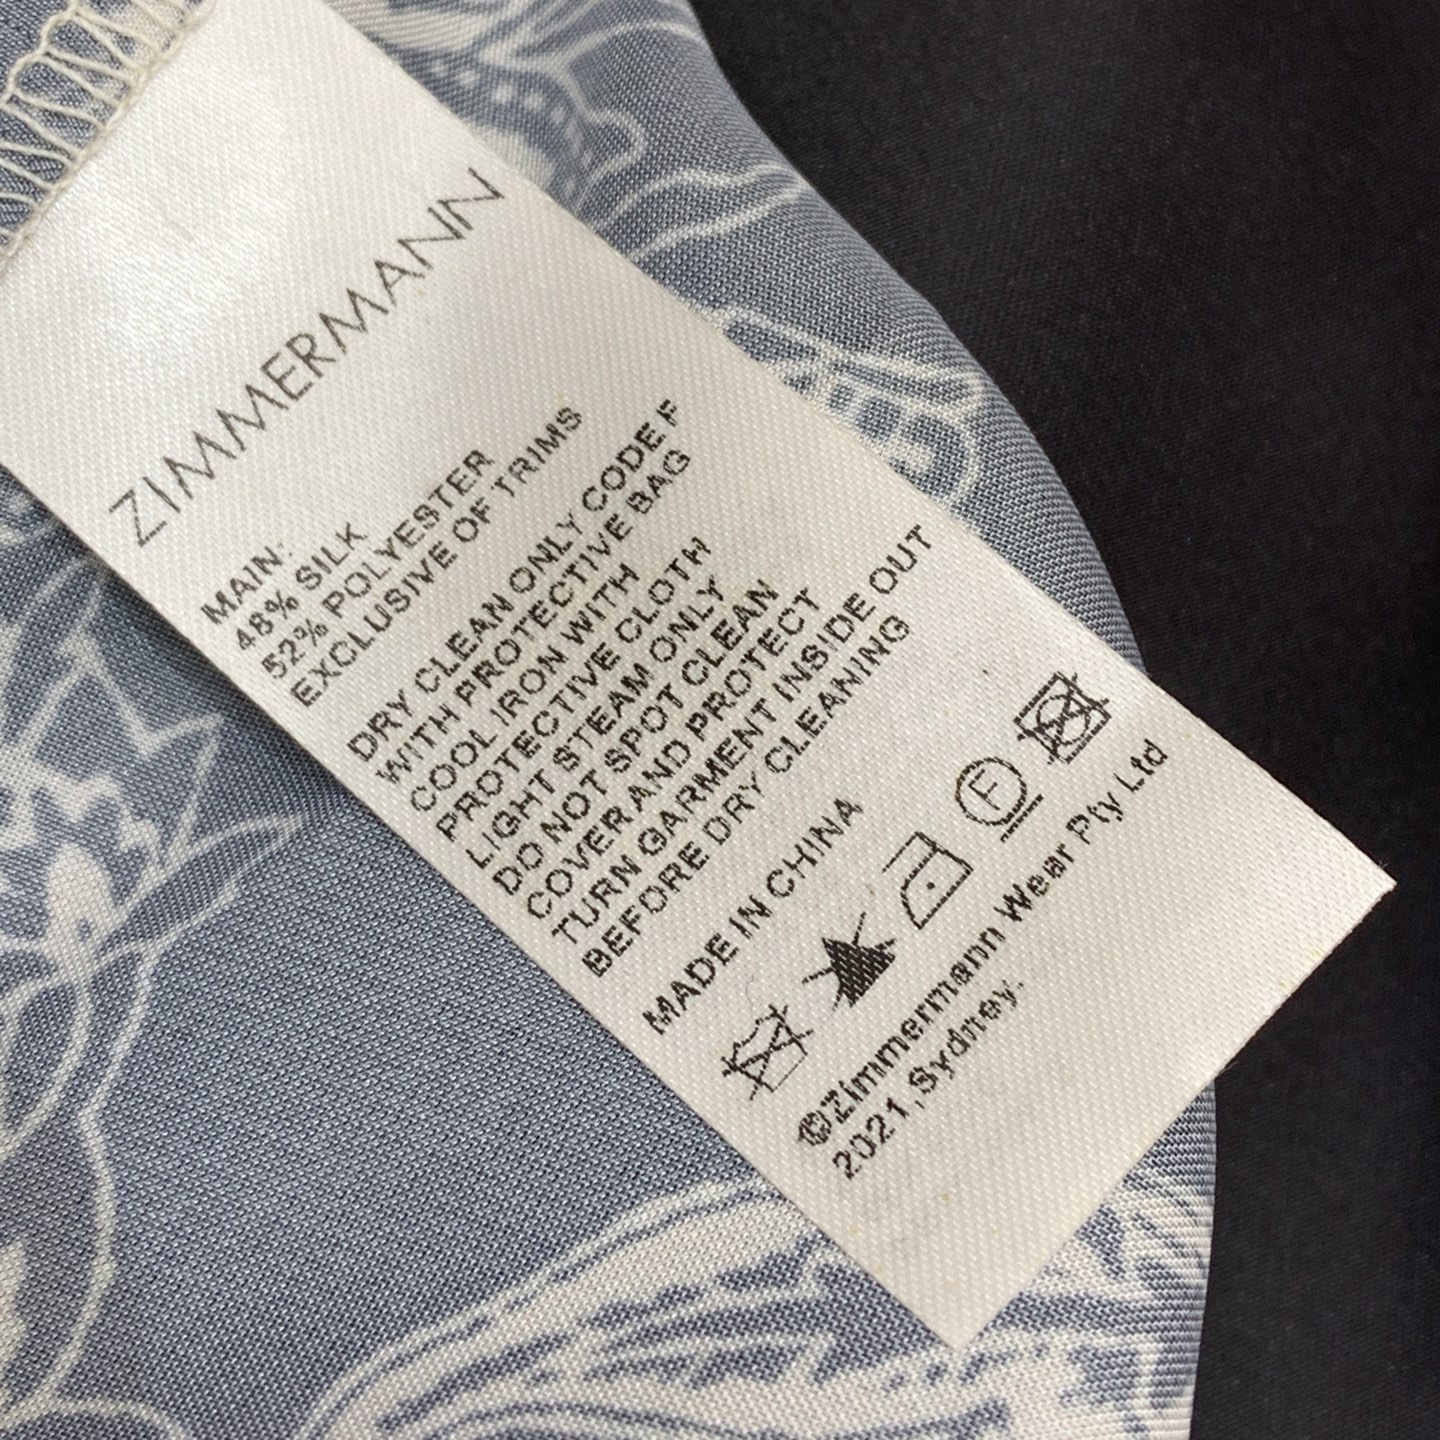 ZIMMERMANN
MAIN:
48% SILK
52% POLYESTER
EXCLUSIVE OF TRIMS
DRY CLEAN ONLY CODE F
WITH PROTECTIVE BAG
COOL IRON WITH
PROTECTIVE CLOTH
LIGHT STEAM ONLY
DO NOT SPOT CLEAN
COVER AND PROTECT
TURN GARMENT INSIDE OUT
BEFORE DRY CLEANING
MADE IN CHINA
F
©Zimmermann Wear Pty Ltd
2021,Sydney.